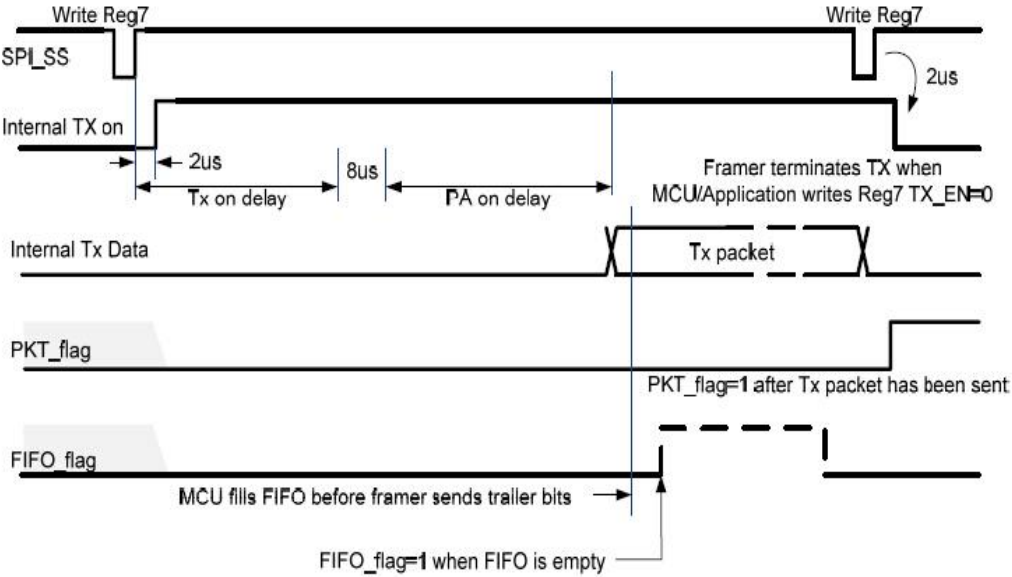 Write Reg7
Write Reg7
SPI_SS
2us
Internal TX on
2us
8us
Tx on delay
PA on delay
Framer terminates TX when
MCU/Application writes Reg7 TX_EN=0
Internal Tx Data
Tx packet
PKT_flag
PKT_flag=1 after Tx packet has been sent
FIFO_flag
MCU fills FIFO before framer sends trailer bits
FIFO_flag=1 when FIFO is empty